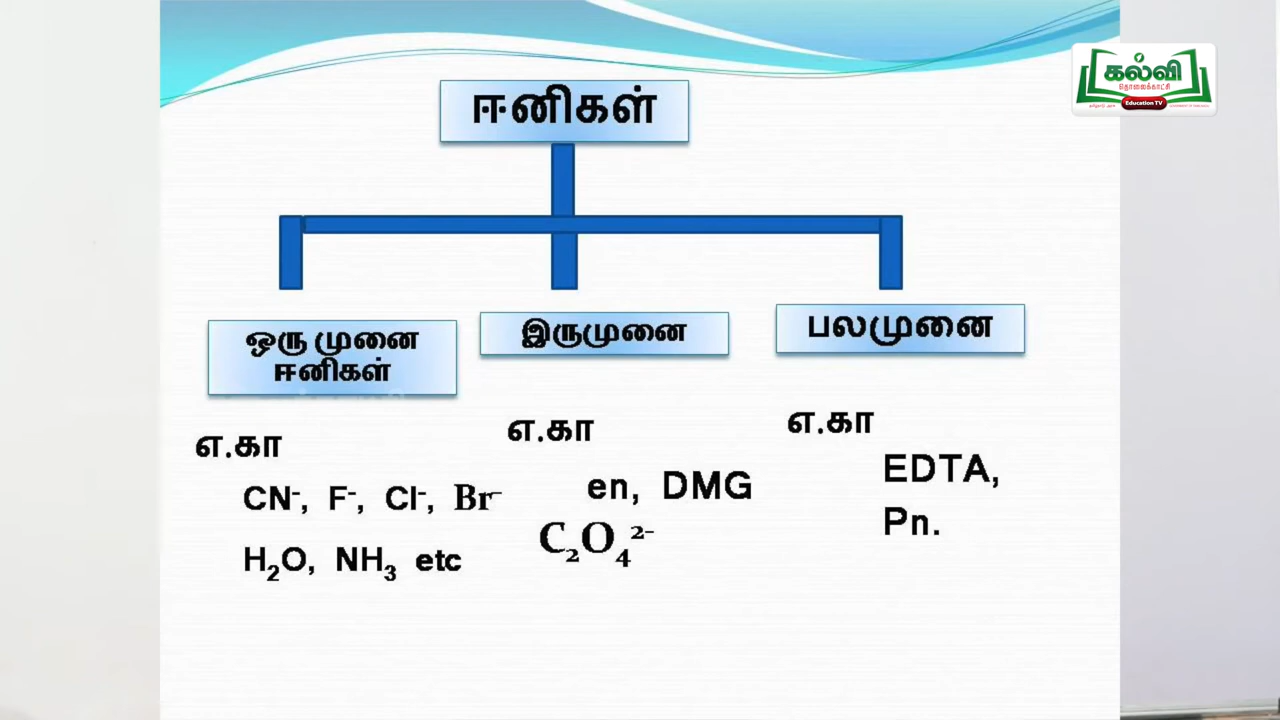 ஈனிகள்
கல்வி
தொலைக்காட்சி
Education TV
ஒரு முனை
ஈனிகள்
இருமுனை
பலமுனை
எ.கா
CN⁻, F⁻, Cl⁻, Br⁻
H₂O, NH₃ etc
எ.கா
en, DMG
C₂O₄²⁻
எ.கா
EDTA,
Pn.